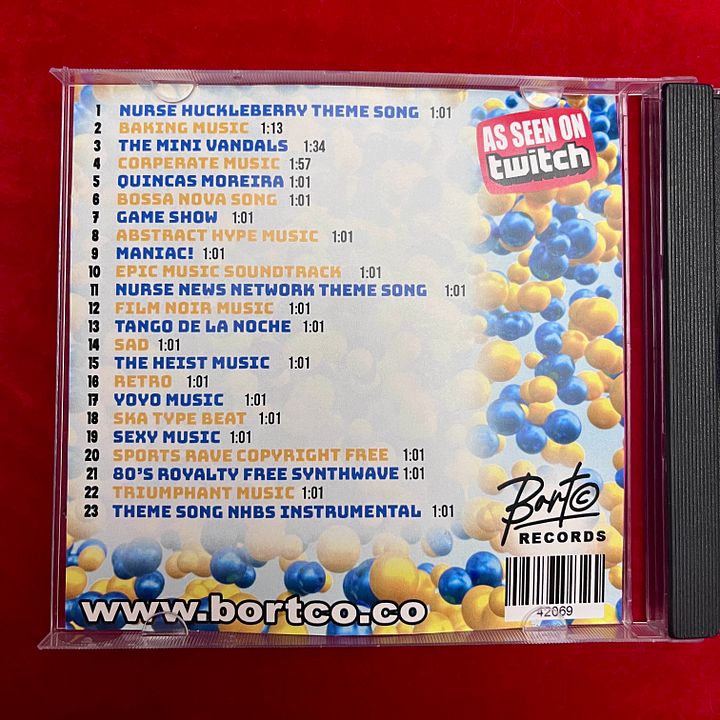 1 NURSE HUCKLEBERRY THEME SONG 1:01
2 BAKING MUSIC 1:13
3 THE MINI VANDALS 1:34
4 CORPERATE MUSIC 1:57
5 QUINCAS MOREIRA 1:01
6 BOSSA NOVA SONG 1:01
7 GAME SHOW 1:01
8 ABSTRACT HYPE MUSIC 1:01
9 MANIAC! 1:01
10 EPIC MUSIC SOUNDTRACK 1:01
11 NURSE NEWS NETWORK THEME SONG 1:01
12 FILM NOIR MUSIC 1:01
13 TANGO DE LA NOCHE 1:01
14 SAD 1:01
15 THE HEIST MUSIC 1:01
16 RETRO 1:01
17 YOYO MUSIC 1:01
18 SKA TYPE BEAT 1:01
19 SEXY MUSIC 1:01
20 SPORTS RAVE COPYRIGHT FREE 1:01
21 80'S ROYALTY FREE SYNTHWAVE 1:01
22 TRIUMPHANT MUSIC 1:01
23 THEME SONG NHBS INSTRUMENTAL 1:01
AS SEEN ON
twitch
Bort©
RECORDS
42069
www.bortco.co